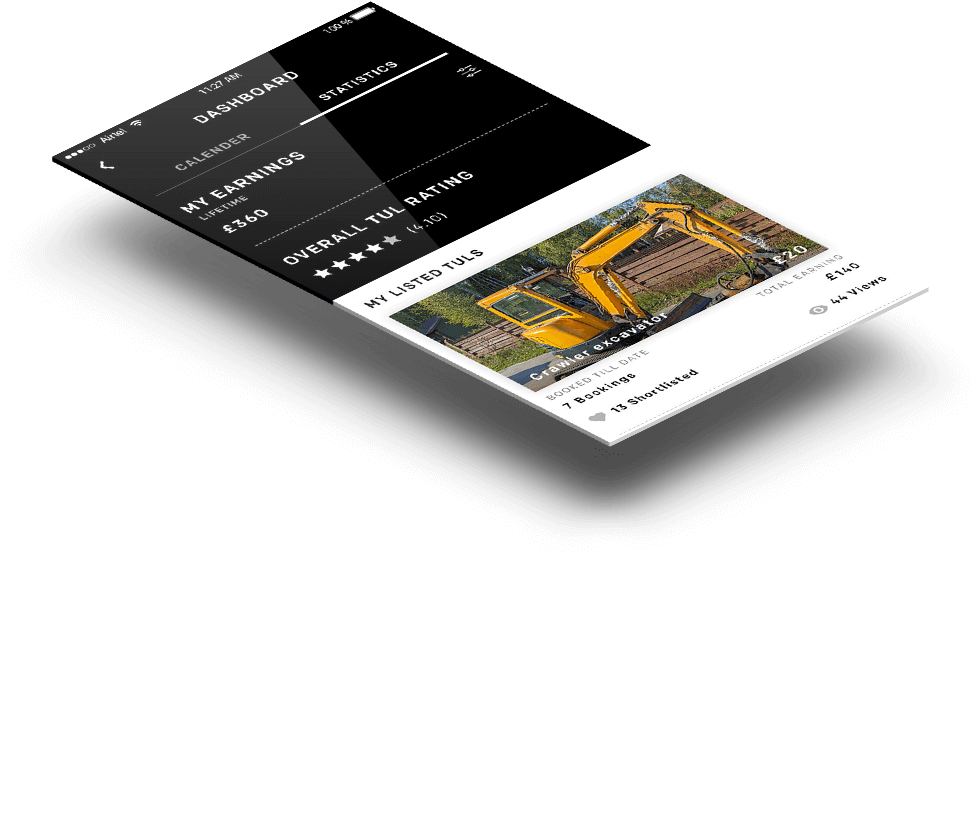 Airtel 11:27 AM 100 %
DASHBOARD
CALENDER STATISTICS
MY EARNINGS
LIFETIME
£360
OVERALL TUL RATING
(4.10)
MY LISTED TULS
Crawler excavator £20
BOOKED TILL DATE TOTAL EARNING
7 Bookings £140
13 Shortlisted 44 Views